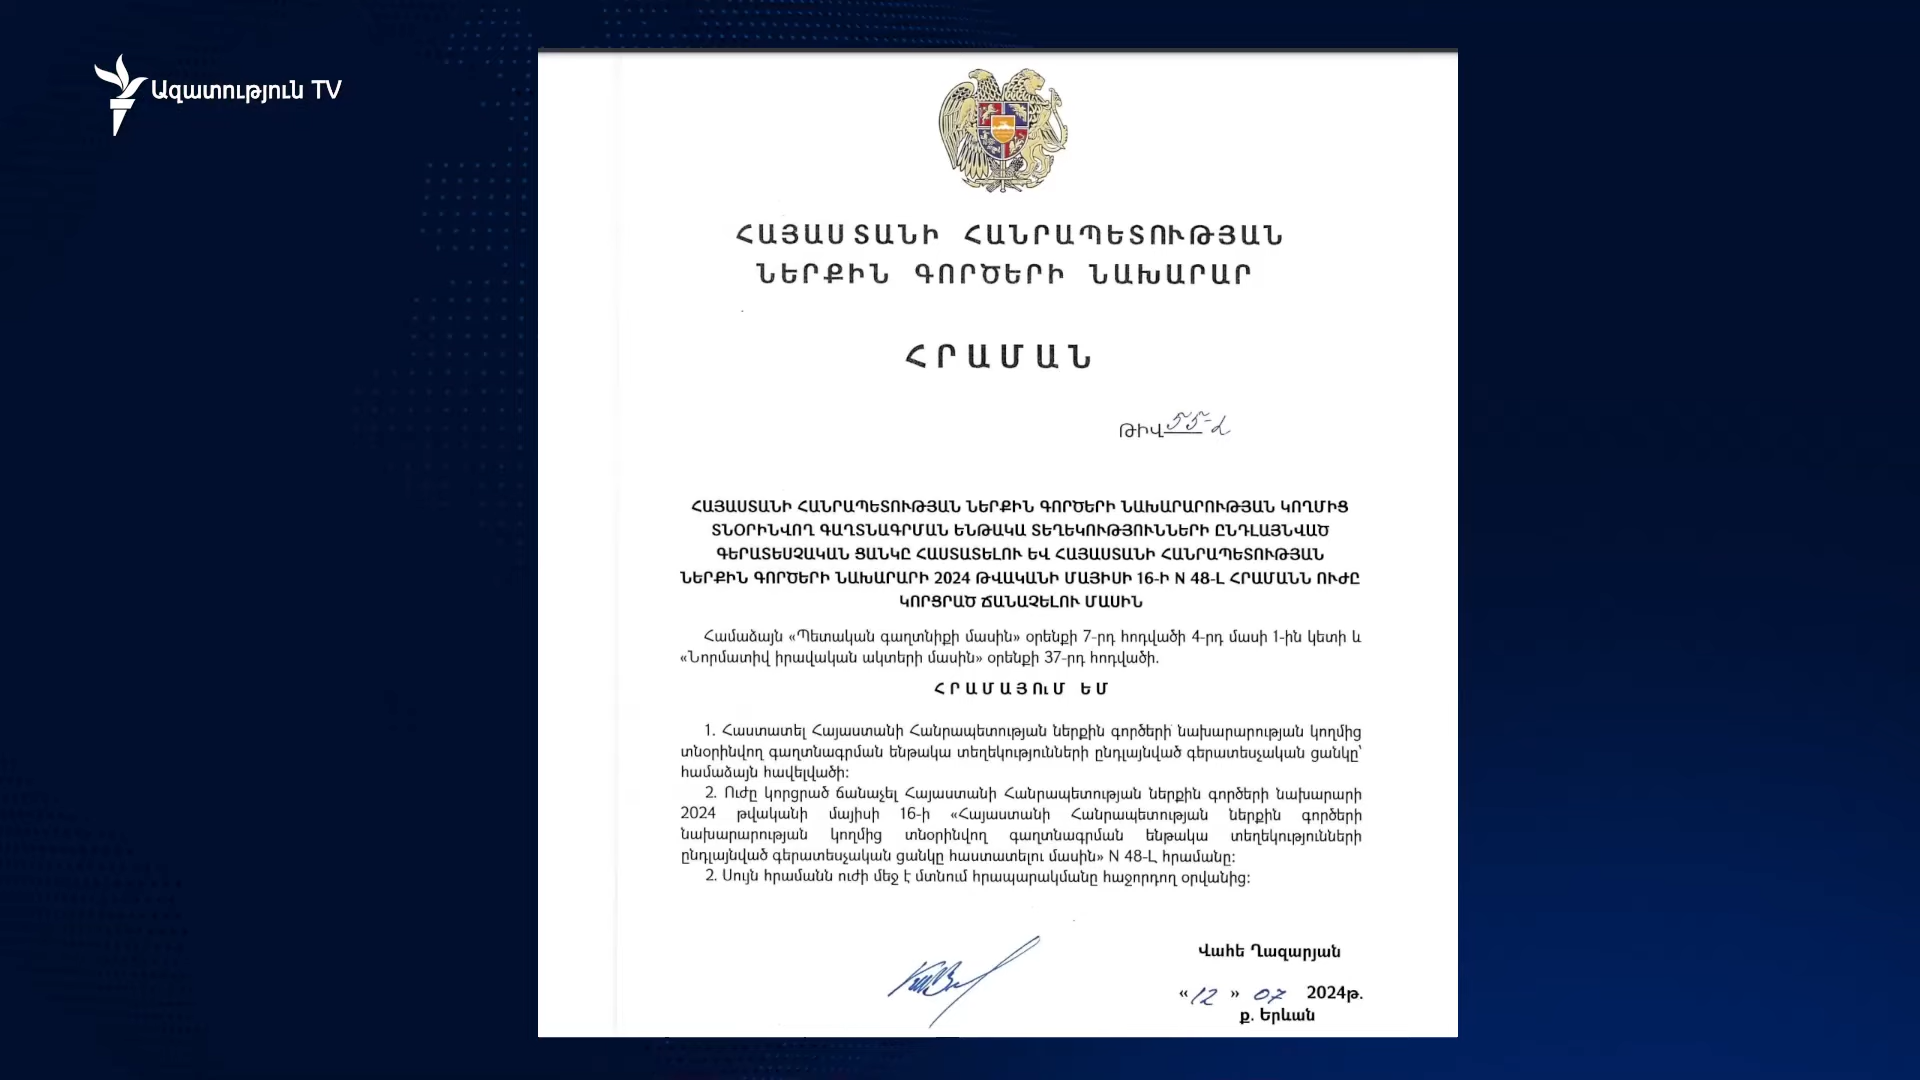 Ազատություն TV
ՀԱՅԱՍՏԱՆԻ ՀԱՆՐԱՊԵՏՈՒԹՅԱՆ
ՆԵՐՔԻՆ ԳՈՐԾԵՐԻ ՆԱԽԱՐԱՐ
ՀՐԱՄԱՆ
ԹԻՎ 55-Լ
ՀԱՅԱՍՏԱՆԻ ՀԱՆՐԱՊԵՏՈՒԹՅԱՆ ՆԵՐՔԻՆ ԳՈՐԾԵՐԻ ՆԱԽԱՐԱՐՈՒԹՅԱՆ ԿՈՂՄԻՑ
ՏՆՕՐԻՆՎՈՂ ԳԱՂՏՆԱԳՐՄԱՆ ԵՆԹԱԿԱ ՏԵՂԵԿՈՒԹՅՈՒՆՆԵՐԻ ԸՆԴԼԱՅՆՎԱԾ
ԳԵՐԱՏԵՍՉԱԿԱՆ ՑԱՆԿԸ ՀԱՍՏԱՏԵԼՈՒ ԵՎ ՀԱՅԱՍՏԱՆԻ ՀԱՆՐԱՊԵՏՈՒԹՅԱՆ
ՆԵՐՔԻՆ ԳՈՐԾԵՐԻ ՆԱԽԱՐԱՐԻ 2024 ԹՎԱԿԱՆԻ ՄԱՅԻՍԻ 16-Ի N 48-Լ ՀՐԱՄԱՆՆ ՈՒԺԸ
ԿՈՐՑՐԱԾ ՃԱՆԱՉԵԼՈՒ ՄԱՍԻՆ
Համաձայն «Պետական գաղտնիքի մասին» օրենքի 7-րդ հոդվածի 4-րդ մասի 1-ին կետի և
«Նորմատիվ իրավական ակտերի մասին» օրենքի 37-րդ հոդվածի.
ՀՐԱՄԱՅՈւՄ ԵՄ
1. Հաստատել Հայաստանի Հանրապետության ներքին գործերի նախարարության կողմից
տնօրինվող գաղտնագրման ենթակա տեղեկությունների ընդլայնված գերատեսչական ցանկը՝
համաձայն հավելվածի:
2. Ուժը կորցրած ճանաչել Հայաստանի Հանրապետության ներքին գործերի նախարարի
2024 թվականի մայիսի 16-ի «Հայաստանի Հանրապետության ներքին գործերի
նախարարության կողմից տնօրինվող գաղտնագրման ենթակա տեղեկությունների
ընդլայնված գերատեսչական ցանկը հաստատելու մասին» N 48-Լ հրամանը:
2. Սույն հրամանն ուժի մեջ է մտնում հրապարակմանը հաջորդող օրվանից:
Վահե Ղազարյան
«12» 07 2024թ.
ք. Երևան